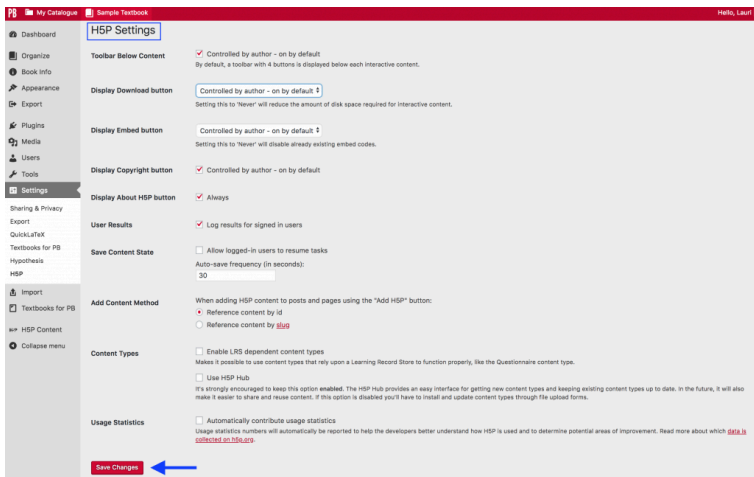 PB My Catalogue Sample Textbook Hello, Lauri
Dashboard
Organize
Book Info
Appearance
Export
Plugins
Media
Users
Tools
Settings
Sharing & Privacy
Export
QuickLaTeX
Textbooks for PB
Hypothesis
H5P
Import
Textbooks for PB
H5P H5P Content
Collapse menu
H5P Settings
Toolbar Below Content
Controlled by author - on by default
By default, a toolbar with 4 buttons is displayed below each interactive content.
Display Download button
Controlled by author - on by default
Setting this to 'Never' will reduce the amount of disk space required for interactive content.
Display Embed button
Controlled by author - on by default
Setting this to 'Never' will disable already existing embed codes.
Display Copyright button
Controlled by author - on by default
Display About H5P button
Always
User Results
Log results for signed in users
Save Content State
Allow logged-in users to resume tasks
Auto-save frequency (in seconds):
30
Add Content Method
When adding H5P content to posts and pages using the "Add H5P" button:
Reference content by id
Reference content by slug
Content Types
Enable LRS dependent content types
Makes it possible to use content types that rely upon a Learning Record Store to function properly, like the Questionnaire content type.
Use H5P Hub
It's strongly encouraged to keep this option enabled. The H5P Hub provides an easy interface for getting new content types and keeping existing content types up to date. In the future, it will also
make it easier to share and reuse content. If this option is disabled you'll have to install and update content types through file upload forms.
Usage Statistics
Automatically contribute usage statistics
Usage statistics numbers will automatically be reported to help the developers better understand how H5P is used and to determine potential areas of improvement. Read more about which data is
collected on h5p.org.
Save Changes